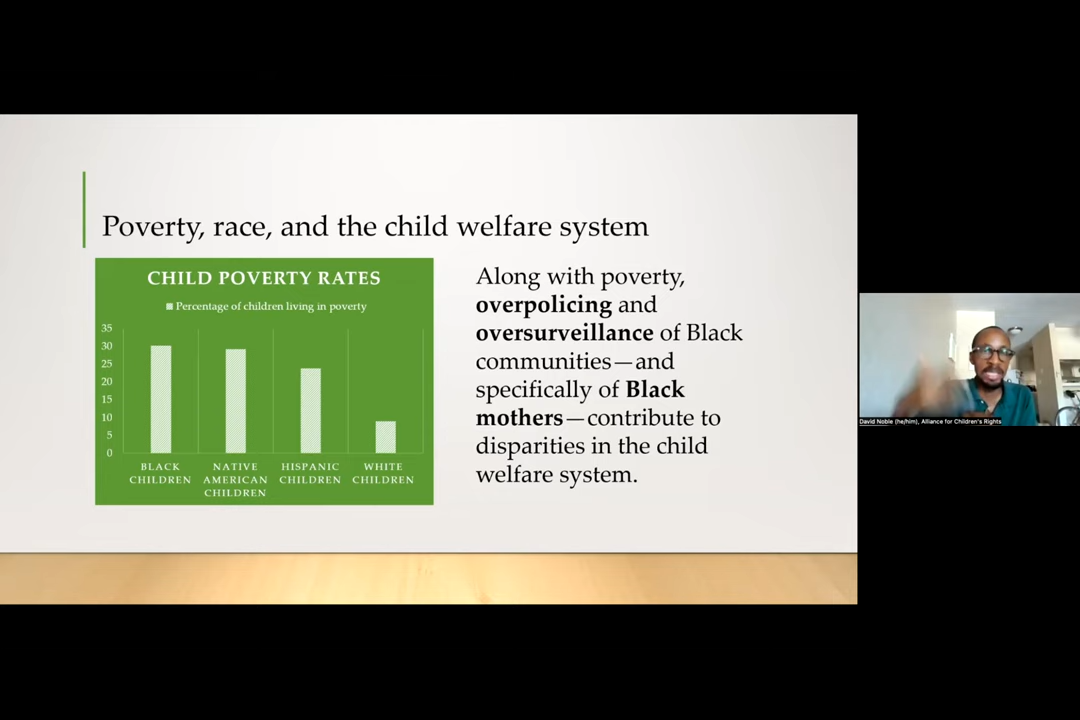 Poverty, race, and the child welfare system
CHILD POVERTY RATES
Percentage of children living in poverty
35
30
25
20
15
10
5
0
BLACK CHILDREN
NATIVE AMERICAN CHILDREN
HISPANIC CHILDREN
WHITE CHILDREN
Along with poverty,
overpolicing and
oversurveillance of Black
communities—and
specifically of Black
mothers—contribute to
disparities in the child
welfare system.
David Noble (he/him), Alliance for Children's Rights